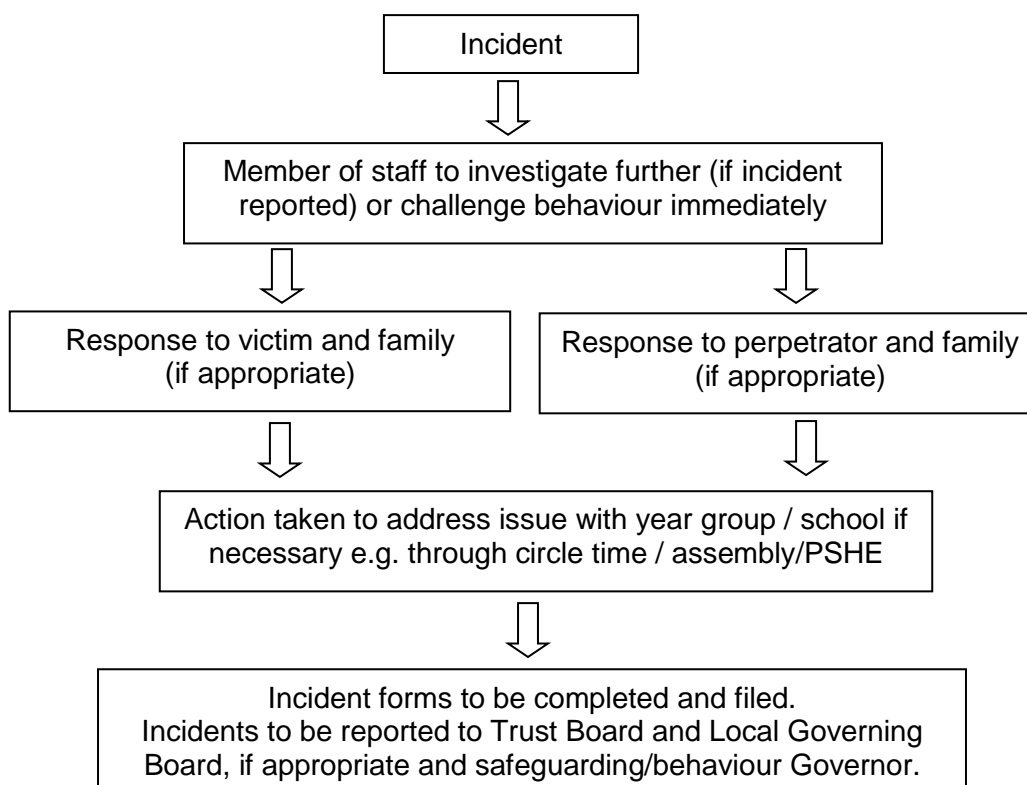 Incident
Member of staff to investigate further (if incident
reported) or challenge behaviour immediately
Response to victim and family
(if appropriate)
Response to perpetrator and family
(if appropriate)
Action taken to address issue with year group / school if
necessary e.g. through circle time / assembly/PSHE
Incident forms to be completed and filed.
Incidents to be reported to Trust Board and Local Governing
Board, if appropriate and safeguarding/behaviour Governor.